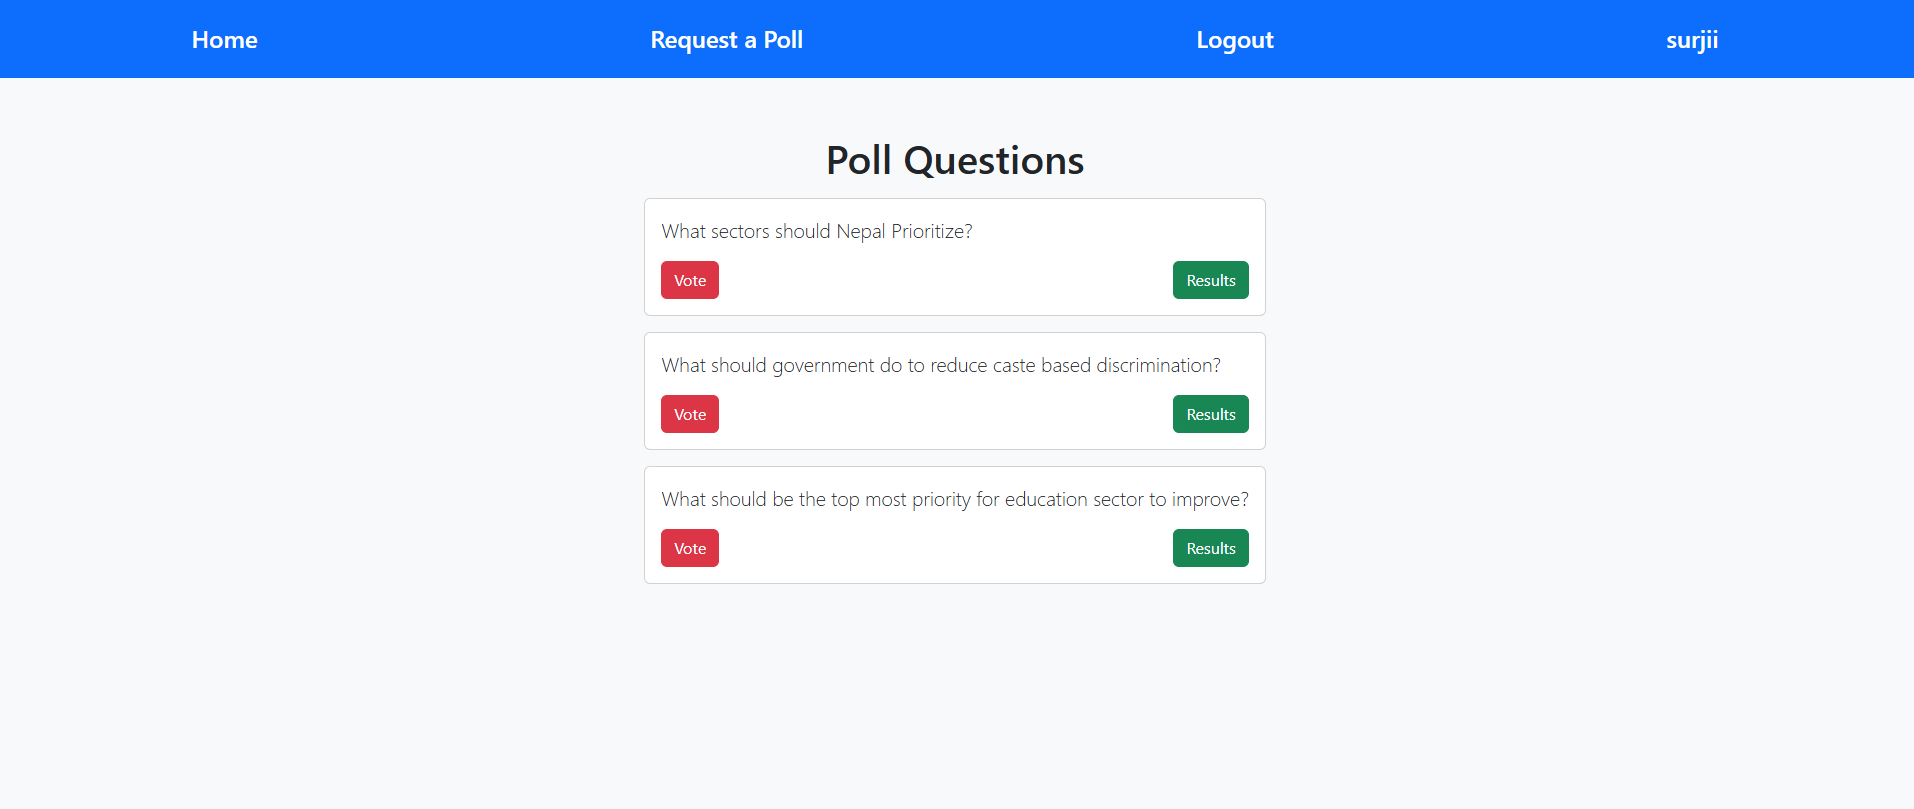 Home Request a Poll Logout surjii
Poll Questions
What sectors should Nepal Prioritize?
Vote Results
What should government do to reduce caste based discrimination?
Vote Results
What should be the top most priority for education sector to improve?
Vote Results